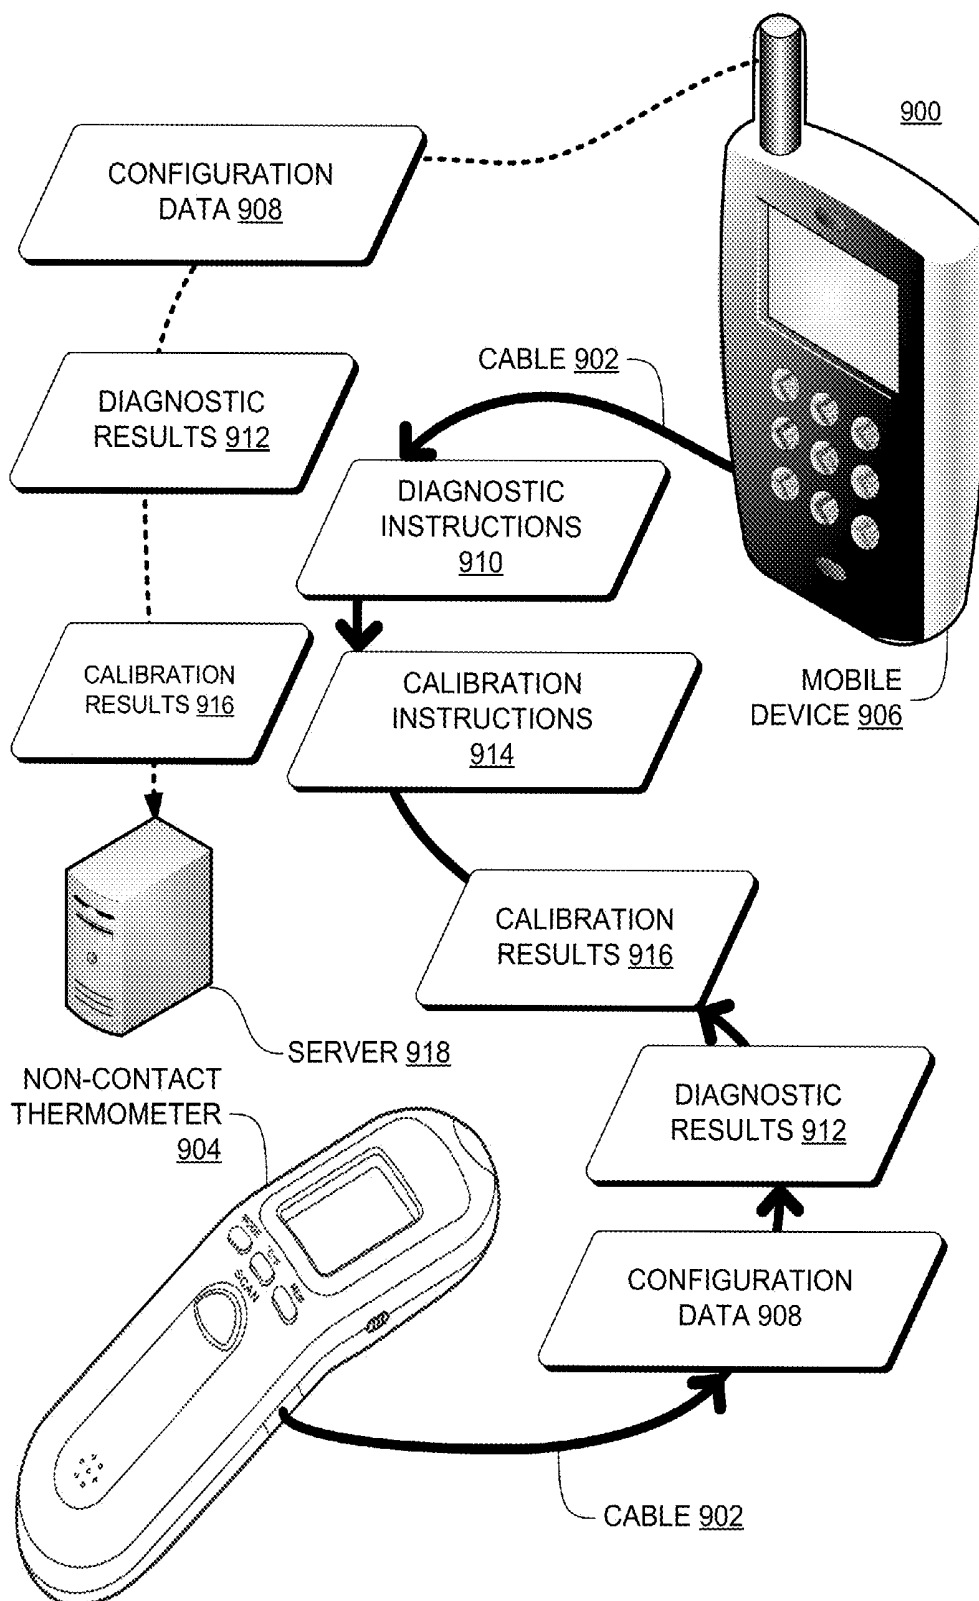 900
CONFIGURATION
DATA 908
CABLE 902
DIAGNOSTIC
RESULTS 912
DIAGNOSTIC
INSTRUCTIONS
910
CALIBRATION
RESULTS 916
CALIBRATION
INSTRUCTIONS
914
MOBILE
DEVICE 906
CALIBRATION
RESULTS 916
SERVER 918
DIAGNOSTIC
RESULTS 912
NON-CONTACT
THERMOMETER
904
MODE
SCAN
CONFIGURATION
DATA 908
CABLE 902